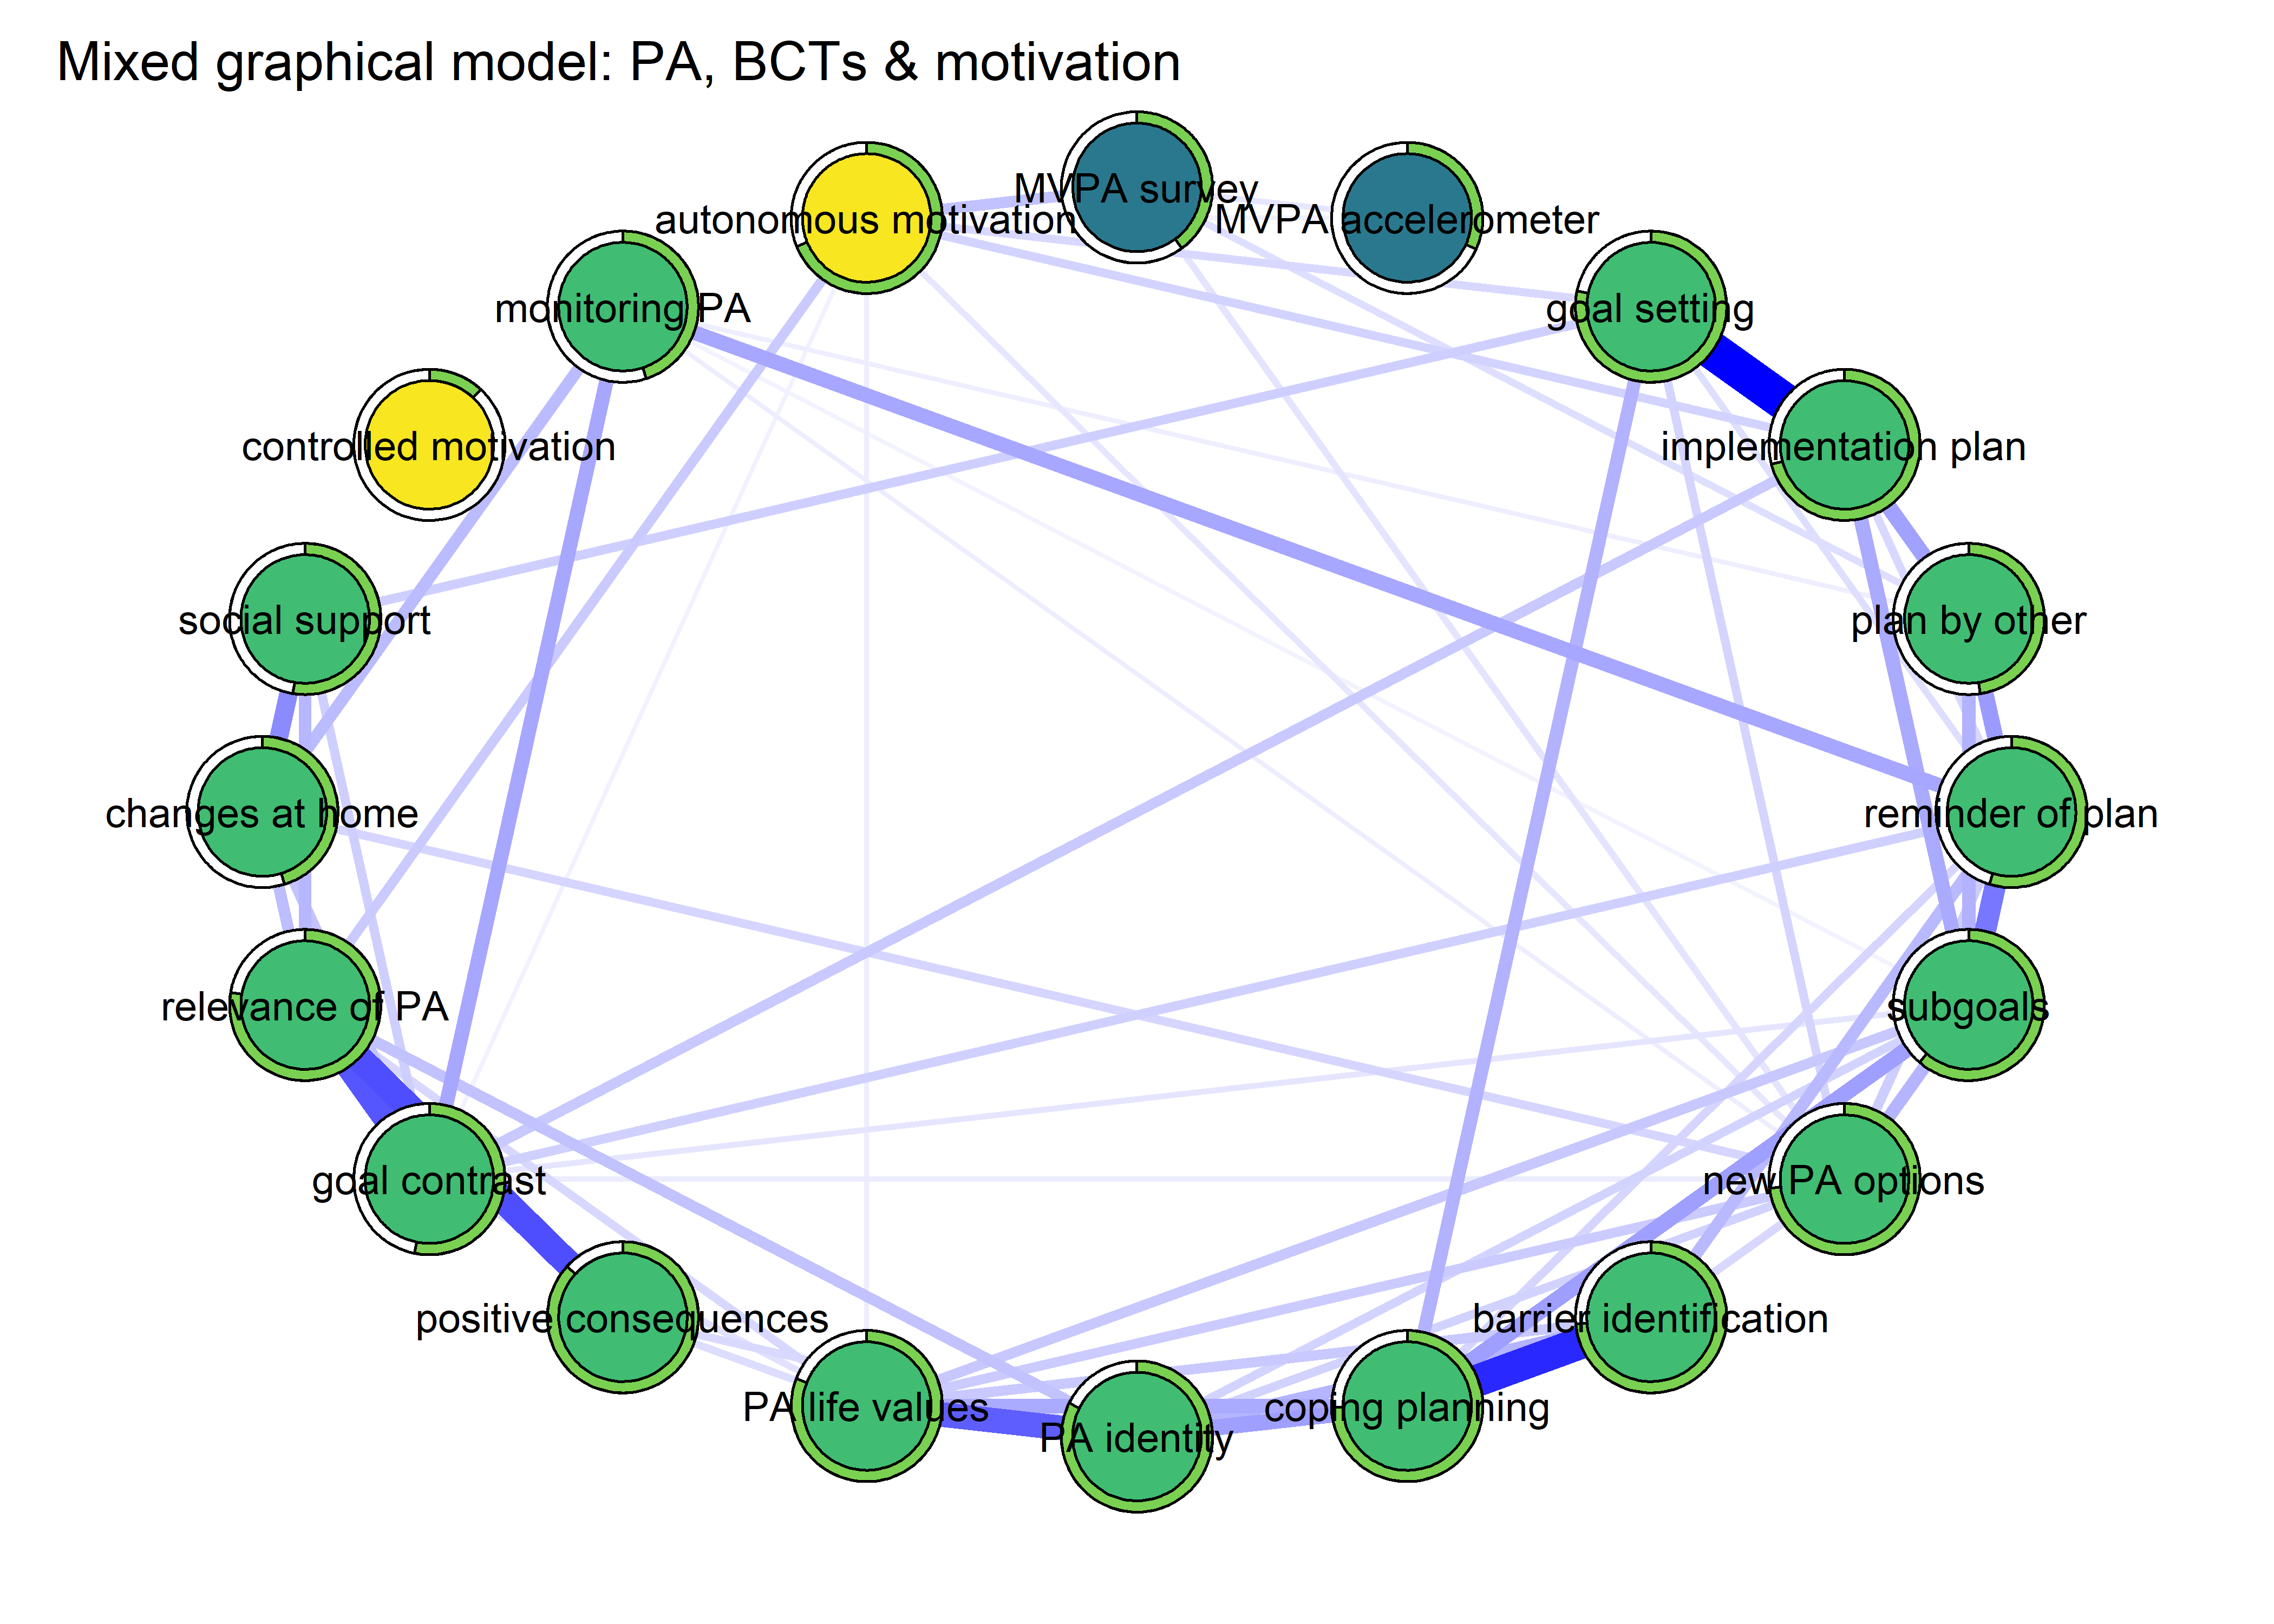 Mixed graphical model: PA, BCTs & motivation
MVPA survey
autonomous motivation
MVPA accelerometer
monitoring PA
goal setting
controlled motivation
implementation plan
social support
plan by other
changes at home
reminder of plan
relevance of PA
subgoals
goal contrast
new PA options
positive consequences
barrier identification
PA life values
coping planning
PA identity